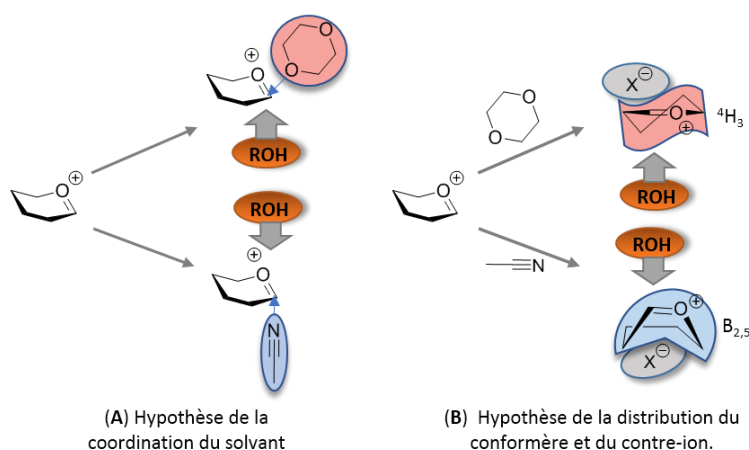 O
O
⊕
O
ROH
ROH
⊕
O
⊕
O
N
(A) Hypothèse de la
coordination du solvant
O
O
X⊖
O
⊕
⁴H₃
ROH
ROH
⊕
O
N
O⊕
B₂,₅
X⊖
(B) Hypothèse de la distribution du
conformère et du contre-ion.